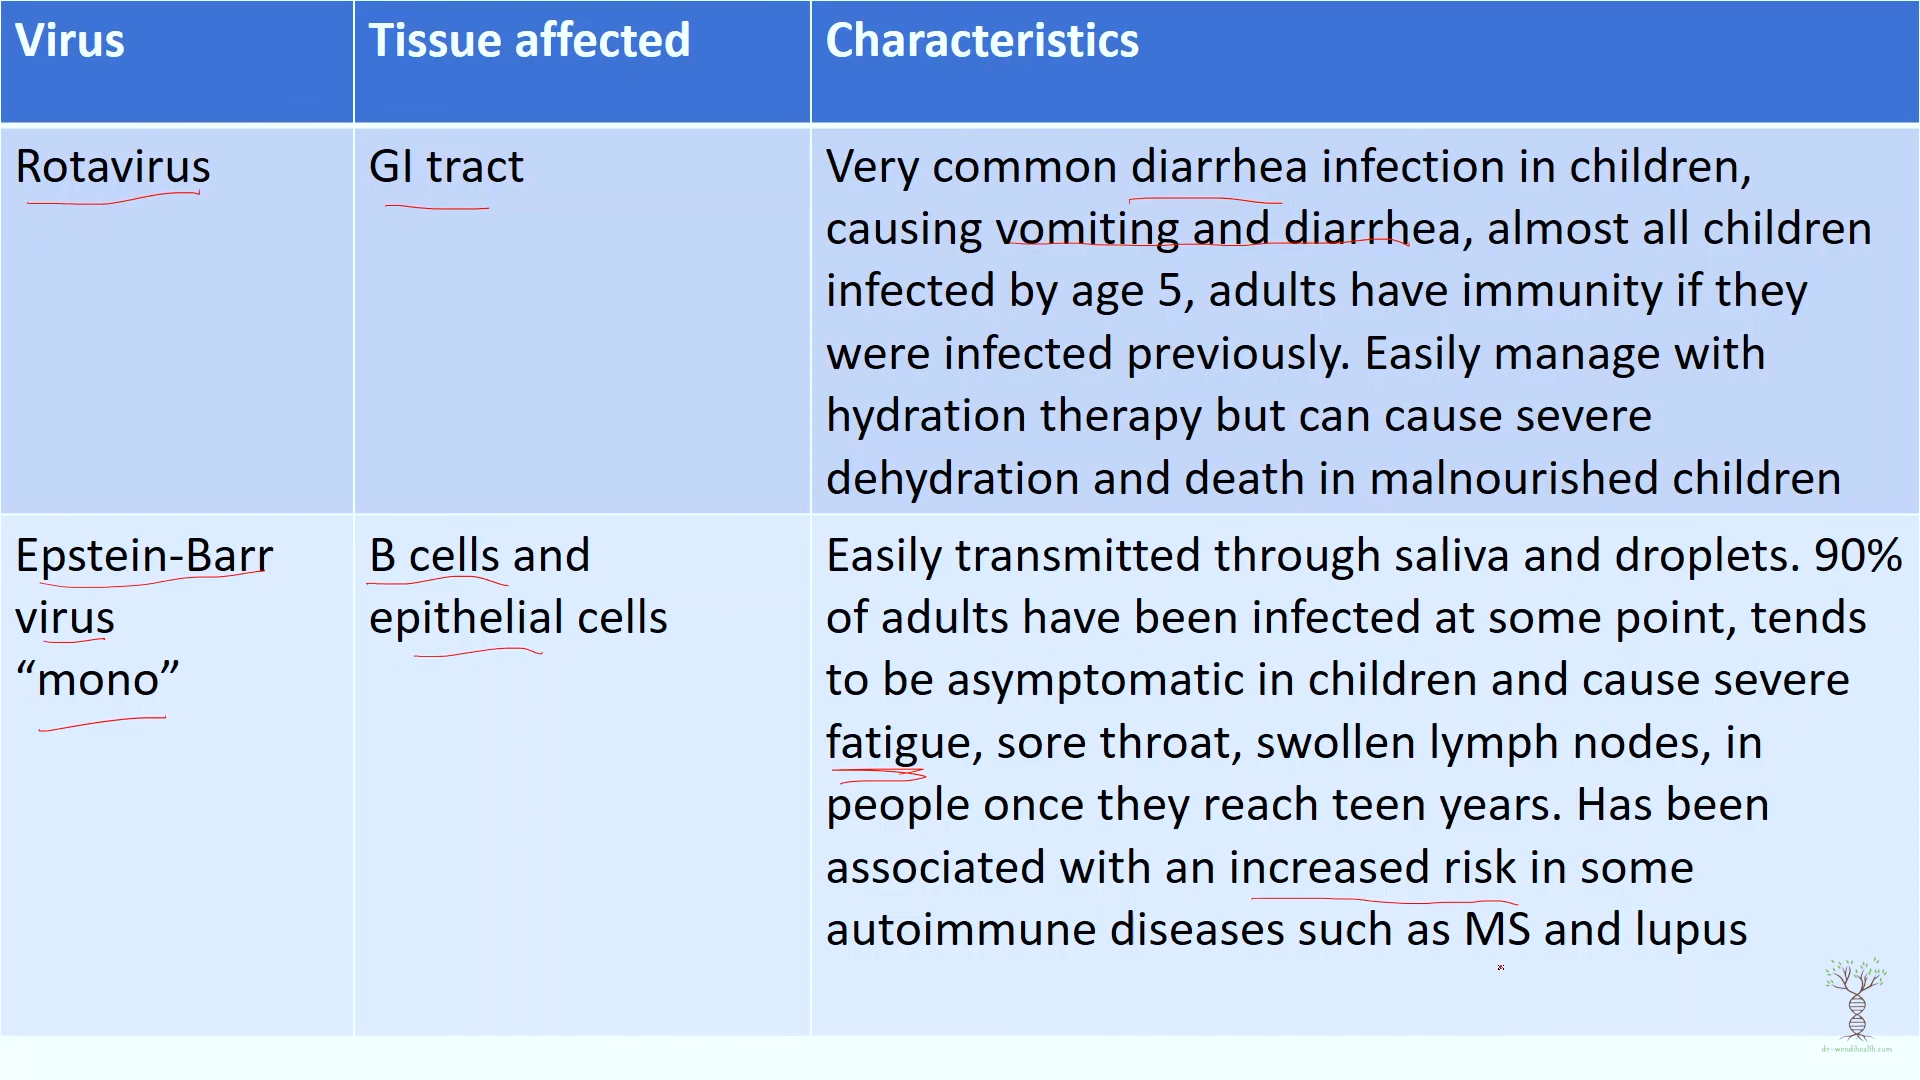 Virus
Tissue affected
Characteristics
Rotavirus
GI tract
Very common diarrhea infection in children,
causing vomiting and diarrhea, almost all children
infected by age 5, adults have immunity if they
were infected previously. Easily manage with
hydration therapy but can cause severe
dehydration and death in malnourished children
Epstein-Barr
virus
“mono”
B cells and
epithelial cells
Easily transmitted through saliva and droplets. 90%
of adults have been infected at some point, tends
to be asymptomatic in children and cause severe
fatigue, sore throat, swollen lymph nodes, in
people once they reach teen years. Has been
associated with an increased risk in some
autoimmune diseases such as MS and lupus
dr-wendihealth.com